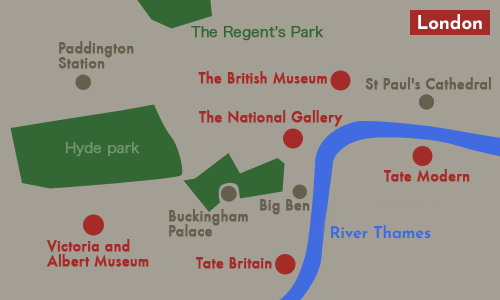 London
The Regent's Park
Paddington
Station
The British Museum
St Paul's Cathedral
The National Gallery
Hyde park
Tate Modern
Big Ben
Buckingham
Palace
River Thames
Victoria and
Albert Museum
Tate Britain